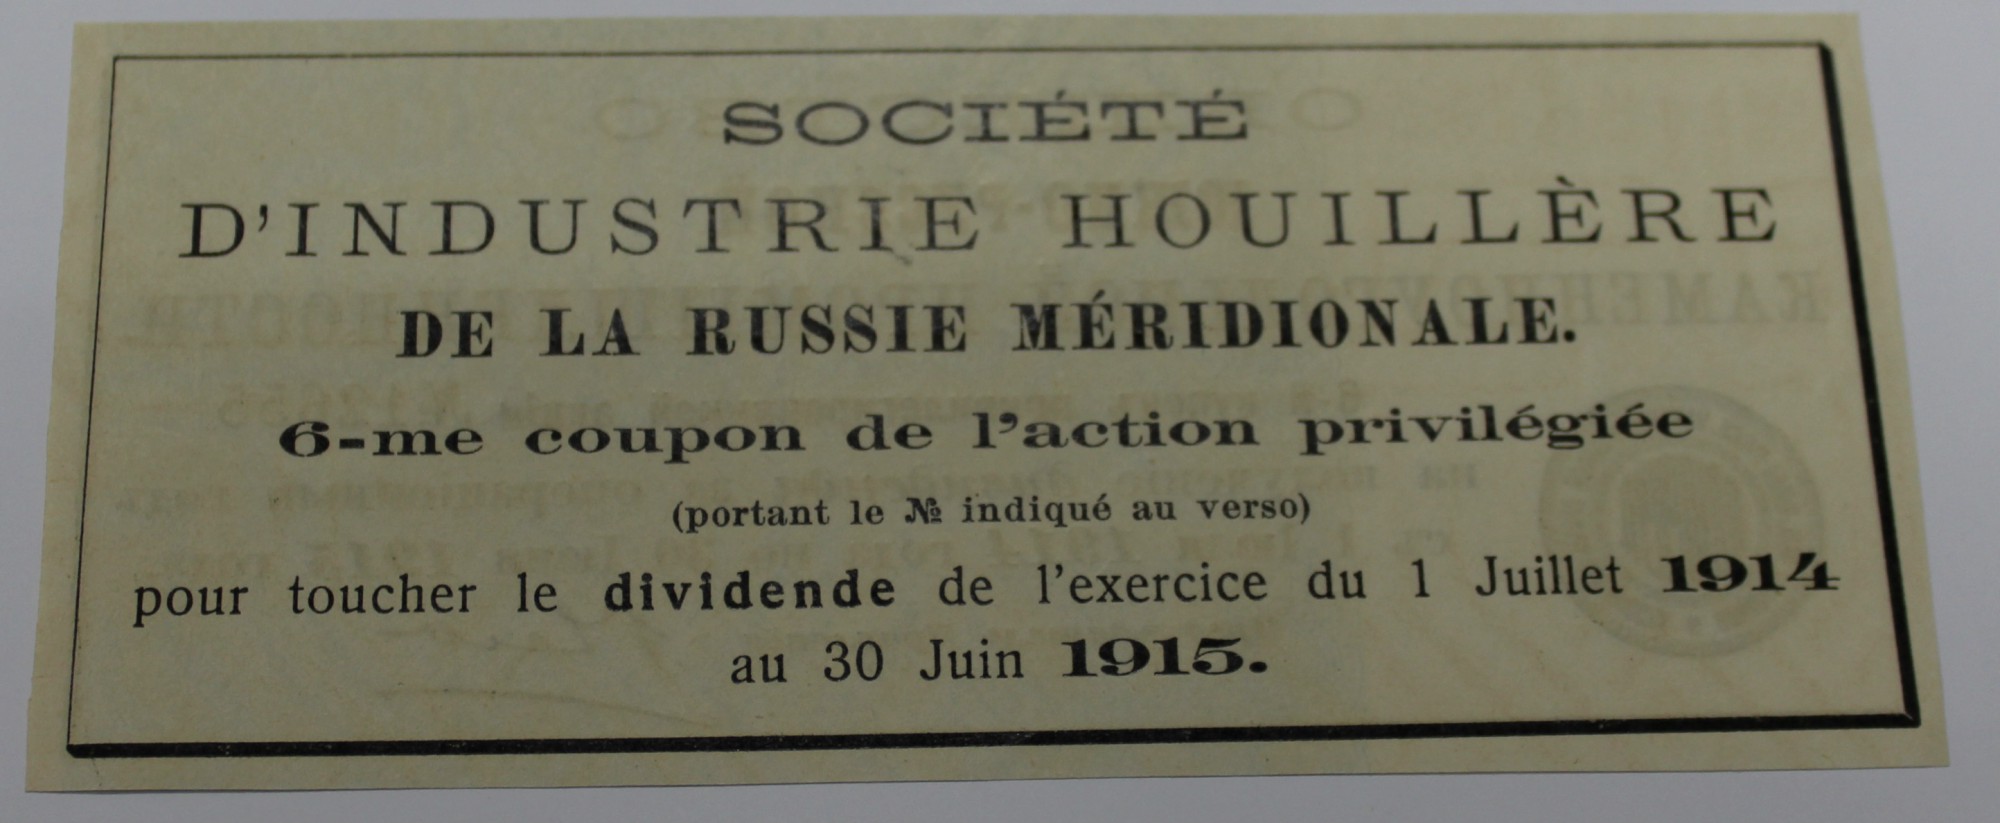 SOCIÉTÉ
D'INDUSTRIE HOUILLÈRE
DE LA RUSSIE MÉRIDIONALE.
6-me coupon de l'action privilégiée
(portant le № indiqué au verso)
pour toucher le dividende de l'exercice du 1 Juillet 1914
au 30 Juin 1915.